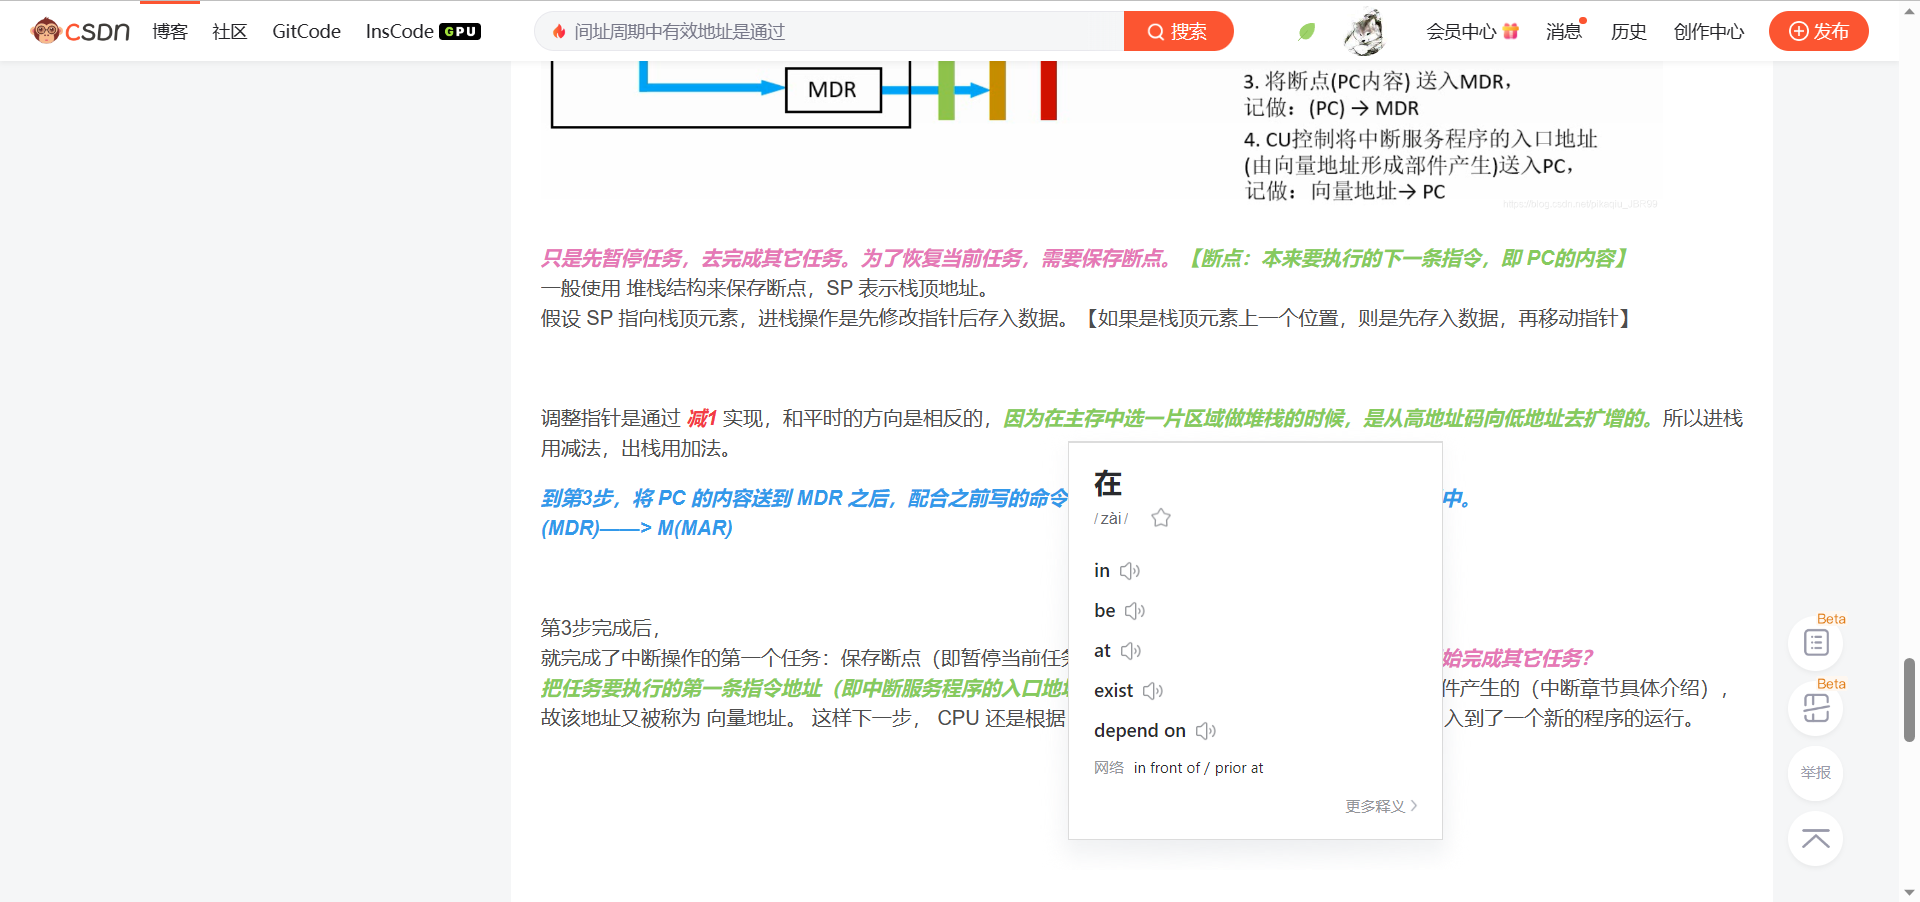 CSDN 博客 社区 GitCode InsCode GPU 间址周期中有效地址是通过 搜索 会员中心 消息 历史 创作中心 发布
MDR
3. 将断点(PC内容) 送入MDR，
记做：(PC) → MDR
4. CU控制将中断服务程序的入口地址
(由向量地址形成部件产生)送入PC，
记做：向量地址→ PC
只是先暂停任务，去完成其它任务。为了恢复当前任务，需要保存断点。【断点：本来要执行的下一条指令，即 PC的内容】
一般使用 堆栈结构来保存断点，SP 表示栈顶地址。
假设 SP 指向栈顶元素，进栈操作是先修改指针后存入数据。【如果是栈顶元素上一个位置，则是先存入数据，再移动指针】
调整指针是通过 减1 实现，和平时的方向是相反的，因为在主存中选一片区域做堆栈的时候，是从高地址码向低地址去扩增的。所以进栈
用减法，出栈用加法。
到第3步，将 PC 的内容送到 MDR 之后，配合之前写的命令 中。
(MDR)——> M(MAR)
第3步完成后，
就完成了中断操作的第一个任务：保存断点（即暂停当前任 始完成其它任务？
把任务要执行的第一条指令地址（即中断服务程序的入口地 件产生的（中断章节具体介绍），
故该地址又被称为 向量地址。 这样下一步， CPU 还是根据 入到了一个新的程序的运行。
在
/ zài /
in
be
at
exist
depend on
网络 in front of / prior at
更多释义
Beta
Beta
举报